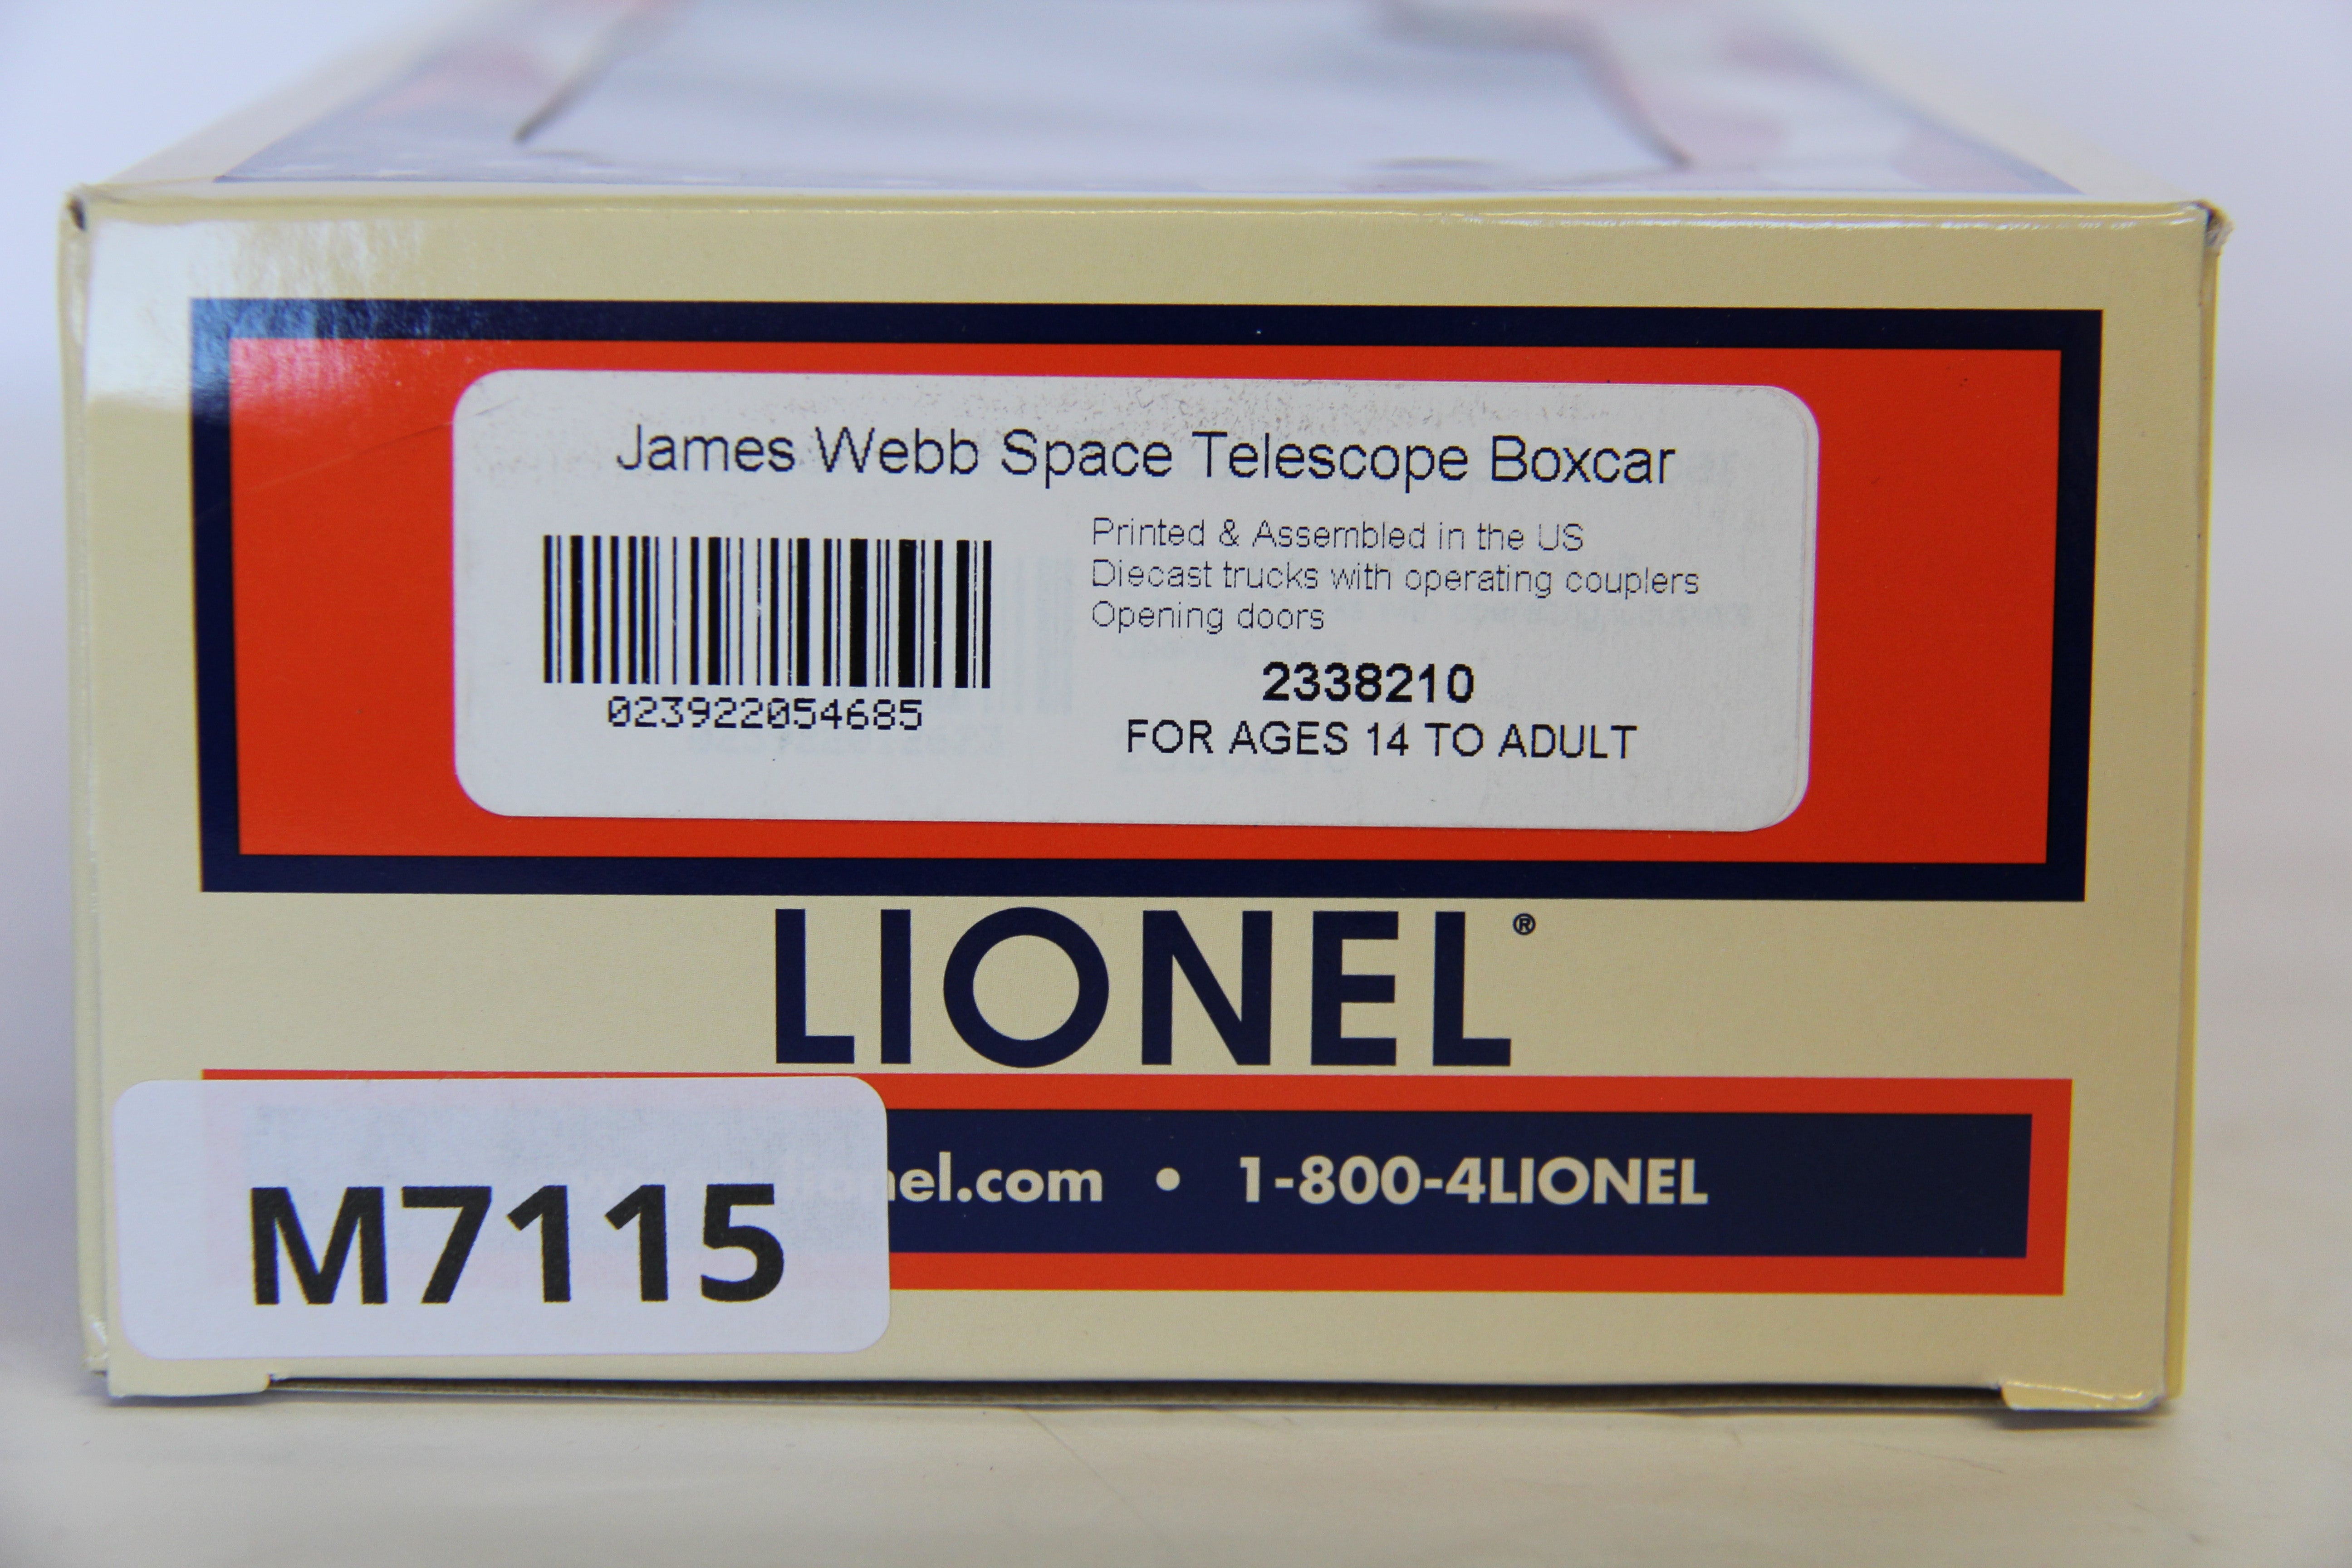 James Webb Space Telescope Boxcar
Printed & Assembled in the US
Diecast trucks with operating couplers
Opening doors
023923054685
2338210
FOR AGES 14 TO ADULT
LIONEL®
nel.com • 1-800-4LIONEL
M7115